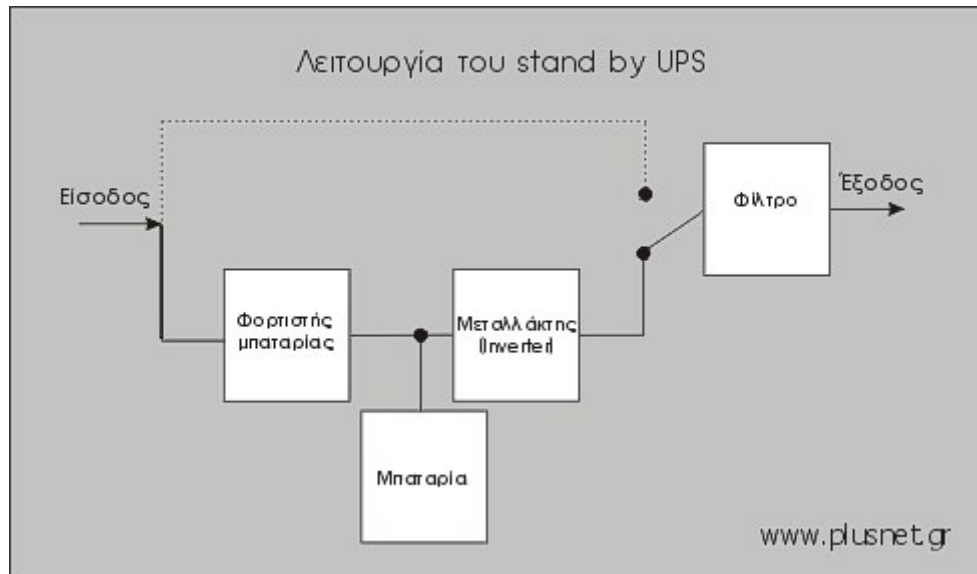 Λειτουργία του stand by UPS
Είσοδος
Έξοδος
Φίλτρο
Φορτιστής
μπαταρίας
Μεταλλάκτης
(Inverter)
Μπαταρία
www.plusnet.gr